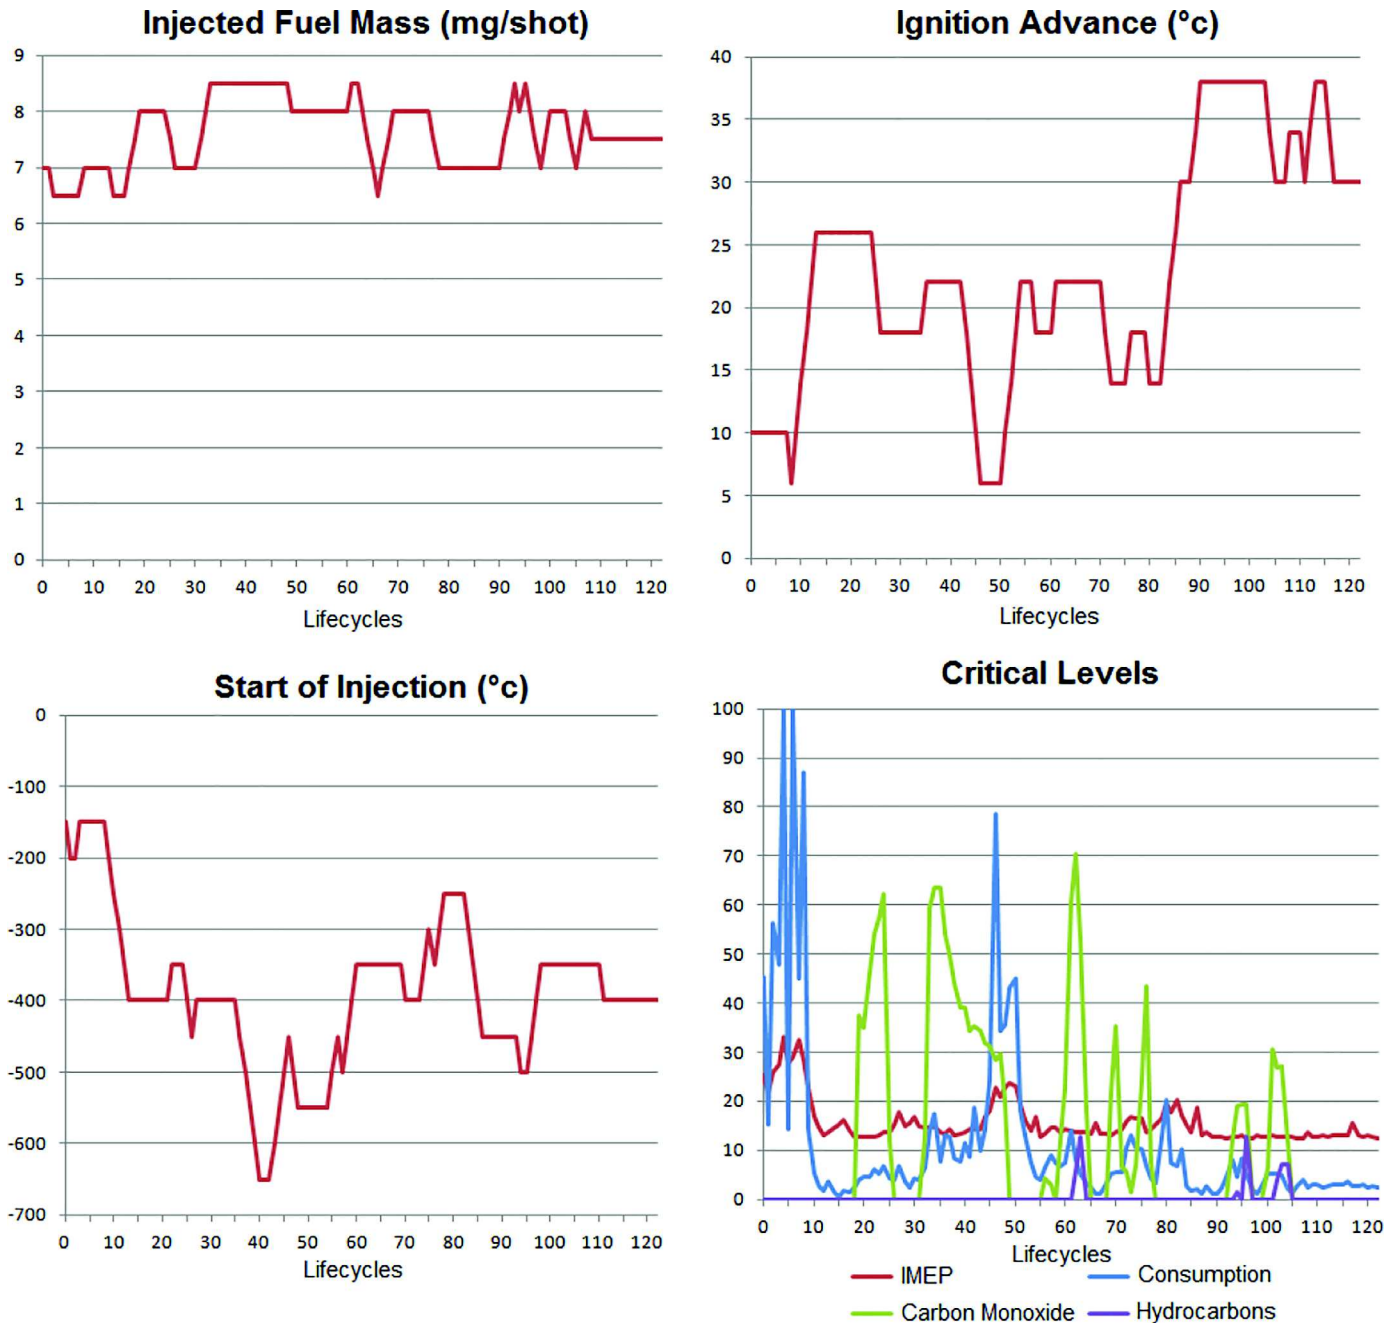 Injected Fuel Mass (mg/shot)
9
8
7
6
5
4
3
2
1
0
0 10 20 30 40 50 60 70 80 90 100 110 120
Lifecycles
Ignition Advance (°c)
40
35
30
25
20
15
10
5
0
0 10 20 30 40 50 60 70 80 90 100 110 120
Lifecycles
Start of Injection (°c)
0
-100
-200
-300
-400
-500
-600
-700
0 10 20 30 40 50 60 70 80 90 100 110 120
Lifecycles
Critical Levels
100
90
80
70
60
50
40
30
20
10
0
0 10 20 30 40 50 60 70 80 90 100 110 120
Lifecycles
IMEP Consumption
Carbon Monoxide Hydrocarbons